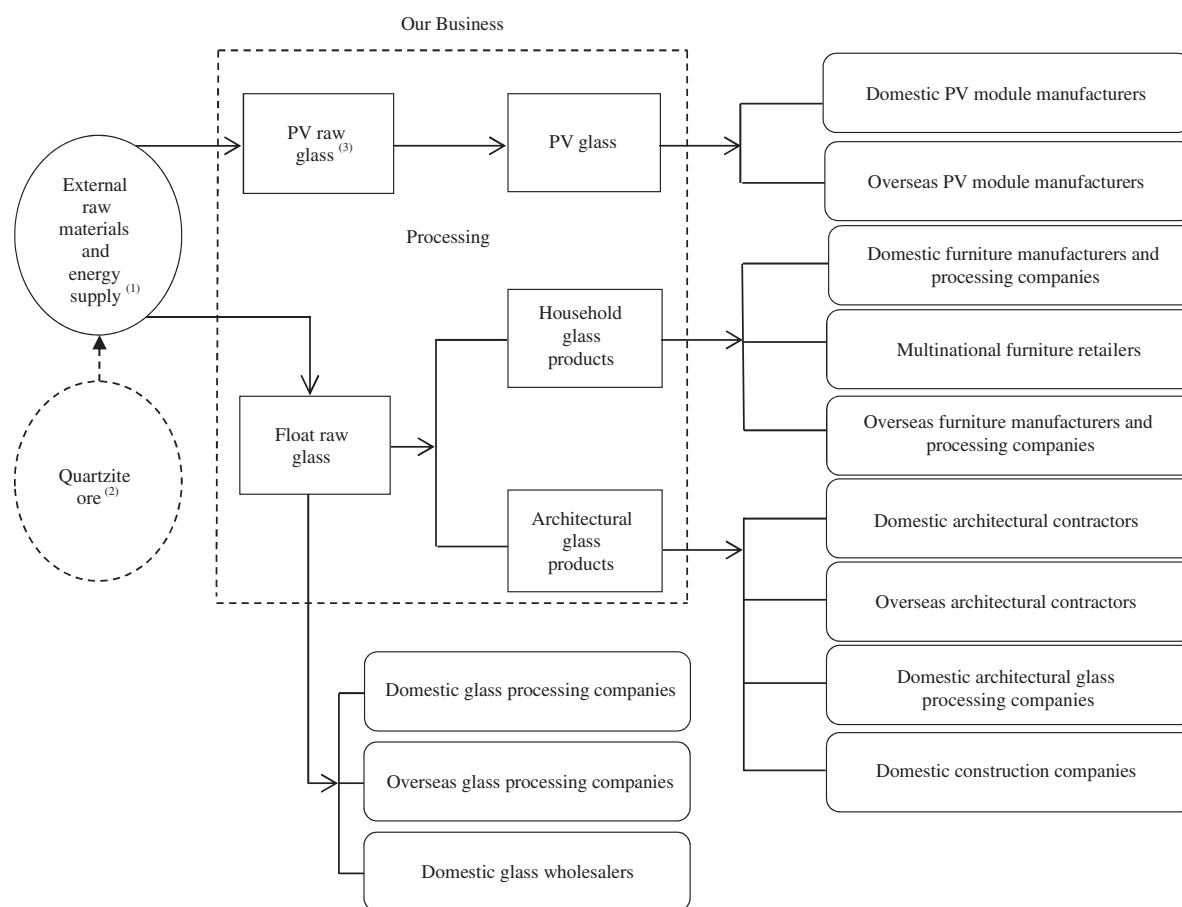 Our Business
External
raw
materials
and
energy
supply (1)
Quartzite
ore (2)
PV raw
glass (3)
PV glass
Processing
Household
glass
products
Float raw
glass
Architectural
glass
products
Domestic PV module manufacturers
Overseas PV module manufacturers
Domestic furniture manufacturers and
processing companies
Multinational furniture retailers
Overseas furniture manufacturers and
processing companies
Domestic architectural contractors
Overseas architectural contractors
Domestic architectural glass
processing companies
Domestic construction companies
Domestic glass processing companies
Overseas glass processing companies
Domestic glass wholesalers